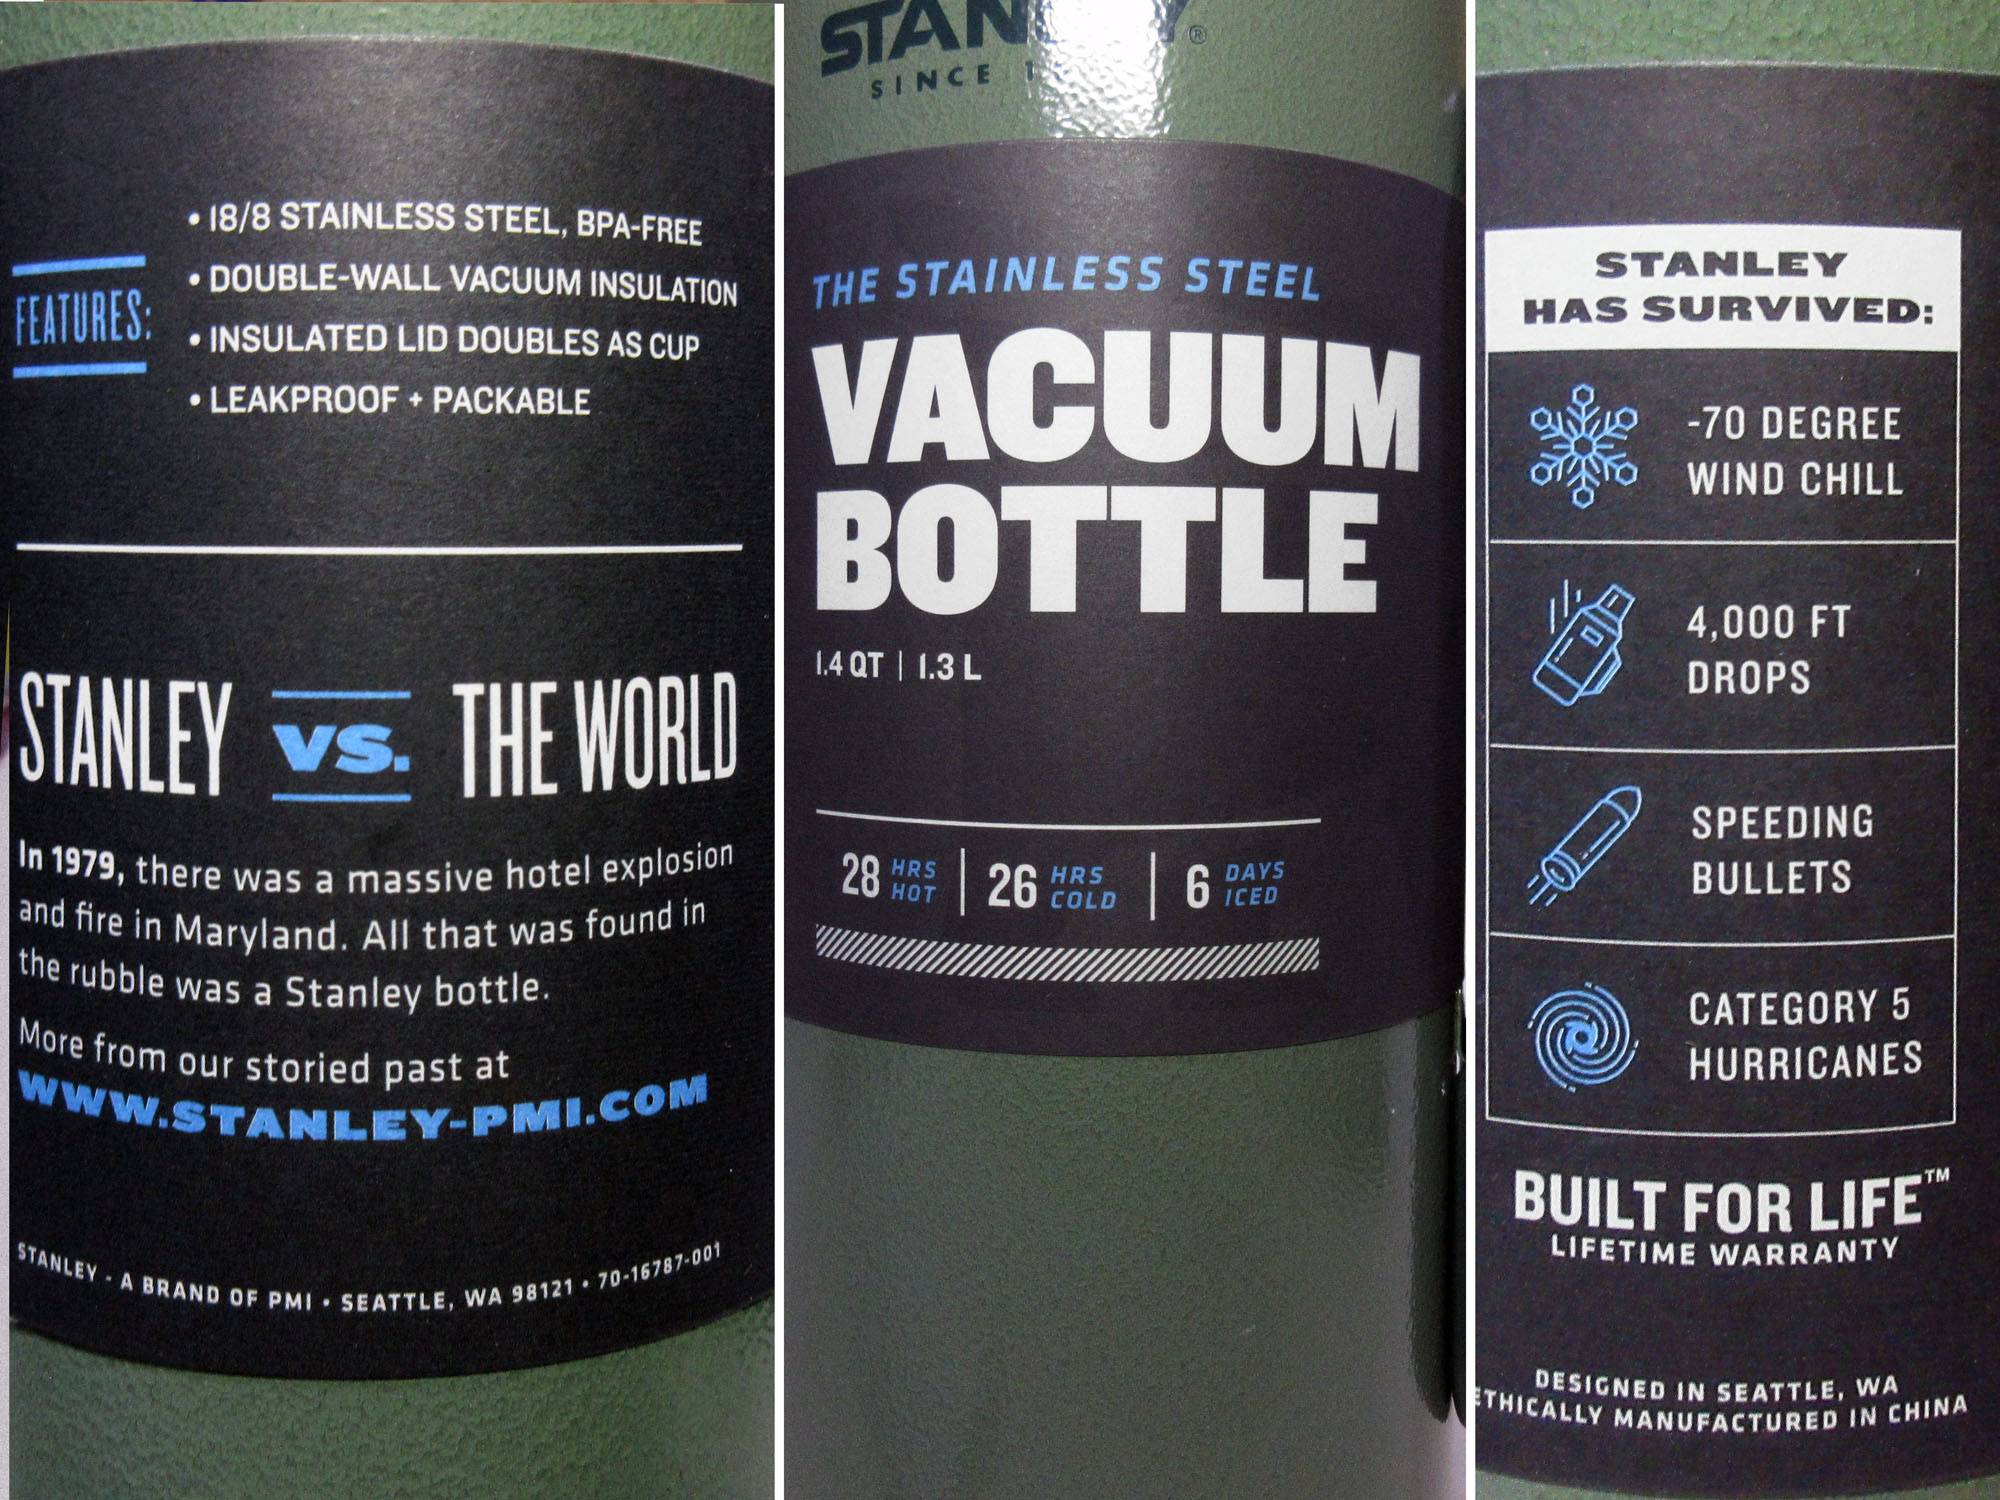 FEATURES:
• 18/8 STAINLESS STEEL, BPA-FREE
• DOUBLE-WALL VACUUM INSULATION
• INSULATED LID DOUBLES AS CUP
• LEAKPROOF + PACKABLE
STANLEY VS. THE WORLD
In 1979, there was a massive hotel explosion
and fire in Maryland. All that was found in
the rubble was a Stanley bottle.
More from our storied past at
WWW.STANLEY-PMI.COM
STANLEY - A BRAND OF PMI • SEATTLE, WA 98121 • 70-16787-001
STANLEY®
SINCE
THE STAINLESS STEEL
VACUUM
BOTTLE
1.4 QT | 1.3 L
28 HRS HOT | 26 HRS COLD | 6 DAYS ICED
STANLEY
HAS SURVIVED:
-70 DEGREE
WIND CHILL
4,000 FT
DROPS
SPEEDING
BULLETS
CATEGORY 5
HURRICANES
BUILT FOR LIFE™
LIFETIME WARRANTY
DESIGNED IN SEATTLE, WA
ETHICALLY MANUFACTURED IN CHINA